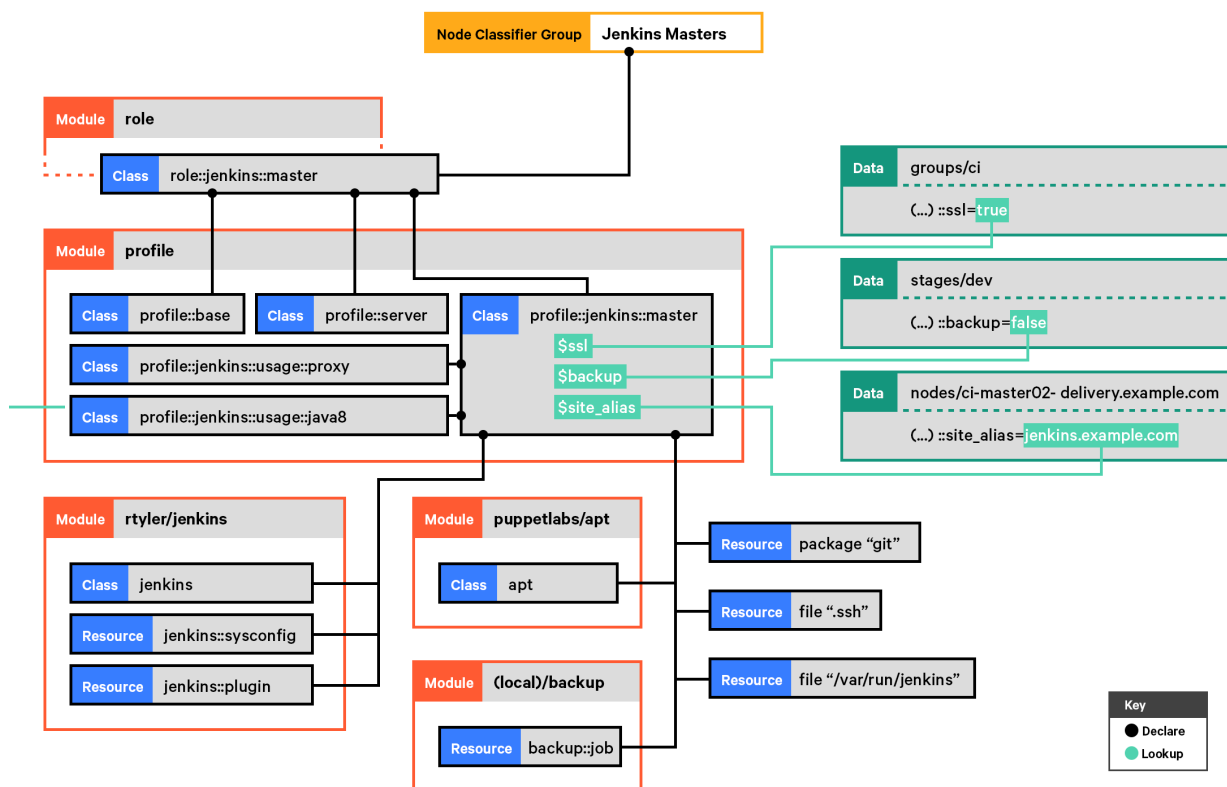 Node Classifier Group Jenkins Masters
Module role
Class role::jenkins::master
Module profile
Class profile::base
Class profile::server
Class profile::jenkins::master
$ssl
$backup
$site_alias
Class profile::jenkins::usage::proxy
Class profile::jenkins::usage::java8
Data groups/ci
(...) ::ssl=true
Data stages/dev
(...) ::backup=false
Data nodes/ci-master02- delivery.example.com
(...) ::site_alias=jenkins.example.com
Module rtyler/jenkins
Class jenkins
Resource jenkins::sysconfig
Resource jenkins::plugin
Module puppetlabs/apt
Class apt
Module (local)/backup
Resource backup::job
Resource package “git”
Resource file “.ssh”
Resource file “/var/run/jenkins”
Key
Declare
Lookup